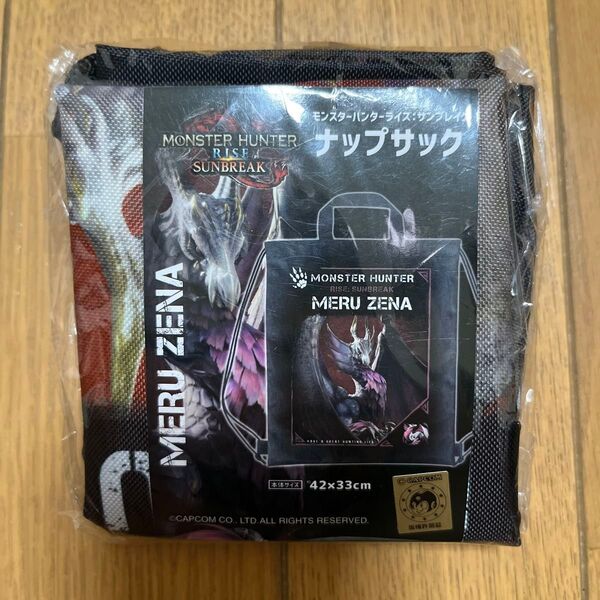 モンスターハンターライズ：サンブレイク
ナップサック
MONSTER HUNTER
RISE
SUNBREAK
MERU ZENA
MONSTER HUNTER
RISE: SUNBREAK
MERU ZENA
本体サイズ 42×33cm
©CAPCOM CO., LTD. ALL RIGHTS RESERVED.
CAPCOM
版権許諾証